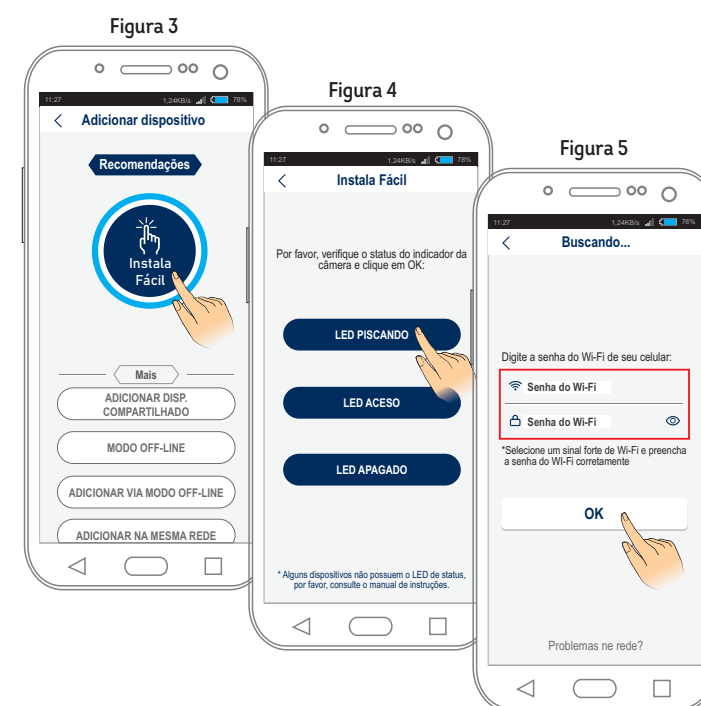 Figura 3
11:27 1,24KB/s 78%
Adicionar dispositivo
Recomendações
Instala
Fácil
Mais
ADICIONAR DISP.
COMPARTILHADO
MODO OFF-LINE
ADICIONAR VIA MODO OFF-LINE
ADICIONAR NA MESMA REDE
Figura 4
11:27 1,24KB/s 78%
Instala Fácil
Por favor, verifique o status do indicador da
câmera e clique em OK:
LED PISCANDO
LED ACESO
LED APAGADO
* Alguns dispositivos não possuem o LED de status,
por favor, consulte o manual de instruções.
Figura 5
11:27 1,24KB/s 78%
Buscando...
Digite a senha do Wi-Fi de seu celular:
Senha do Wi-Fi
Senha do Wi-Fi
*Selecione um sinal forte de Wi-Fi e preencha
a senha do WI-Fi corretamente
OK
Problemas ne rede?